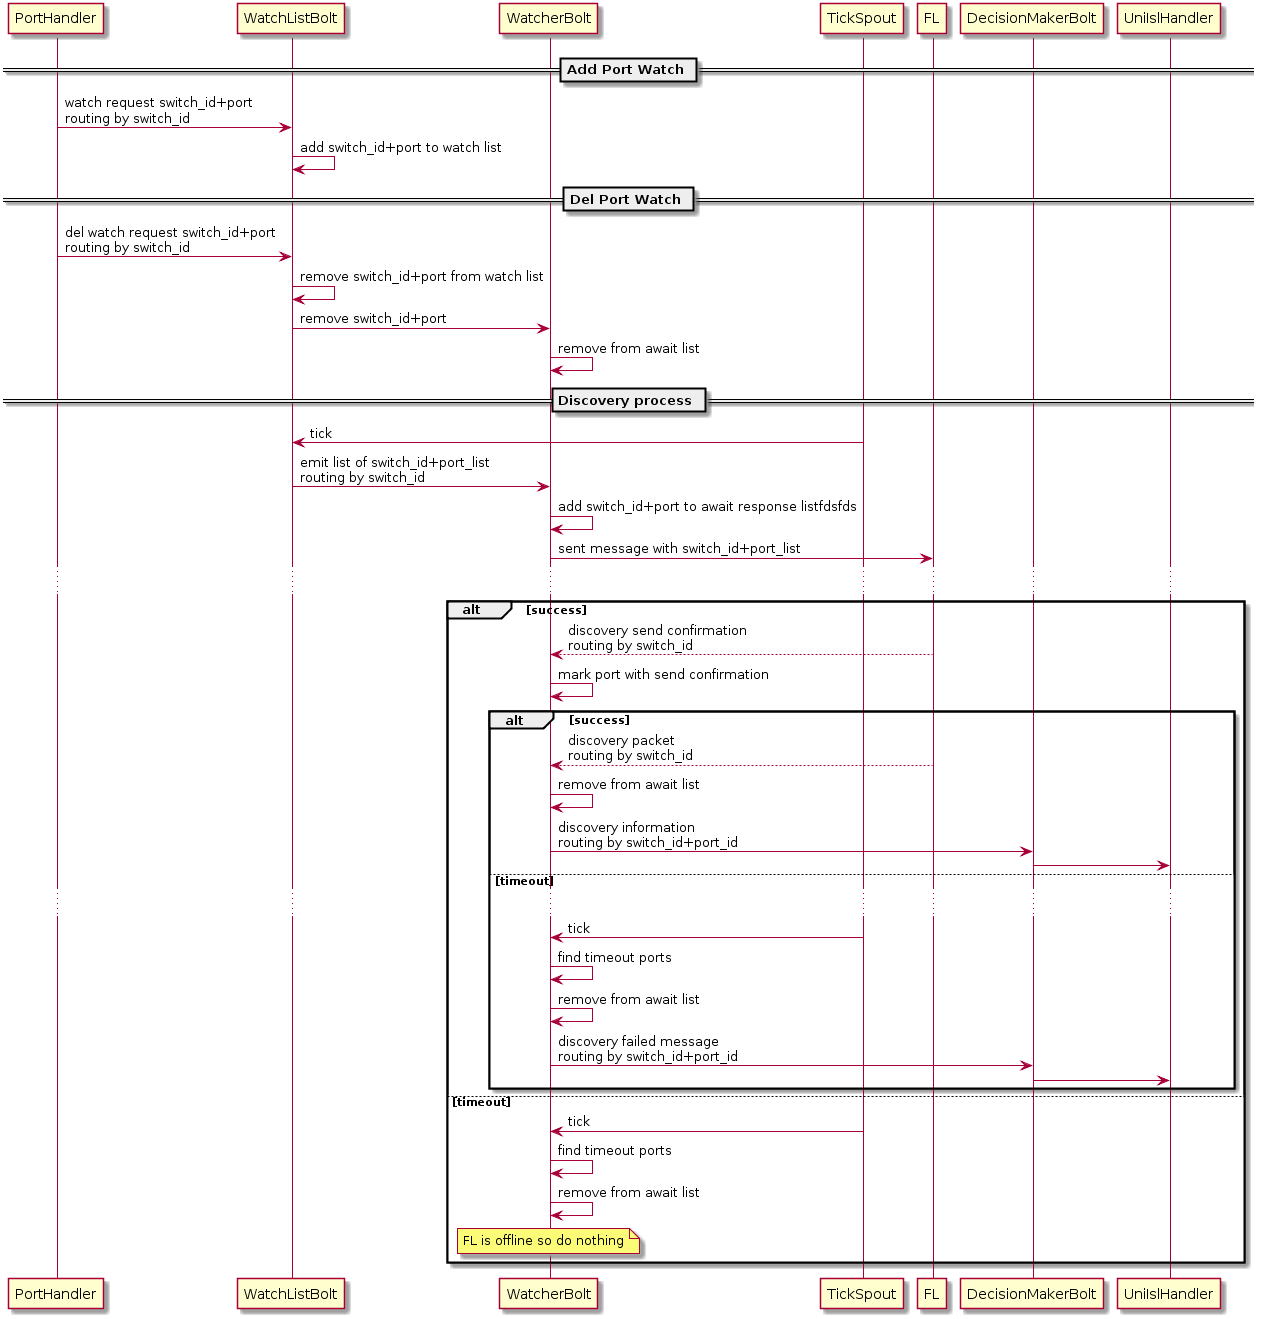 PortHandler
WatchListBolt
WatcherBolt
TickSpout
FL
DecisionMakerBolt
UnilslHandler
Add Port Watch
watch request switch_id+port
routing by switch_id
add switch_id+port to watch list
Del Port Watch
del watch request switch_id+port
routing by switch_id
remove switch_id+port from watch list
remove switch_id+port
remove from await list
Discovery process
tick
emit list of switch_id+port_list
routing by switch_id
add switch_id+port to await response listfdsfds
sent message with switch_id+port_list
alt
[success]
discovery send confirmation
routing by switch_id
mark port with send confirmation
alt
[success]
discovery packet
routing by switch_id
remove from await list
discovery information
routing by switch_id+port_id
[timeout]
tick
find timeout ports
remove from await list
discovery failed message
routing by switch_id+port_id
[timeout]
tick
find timeout ports
remove from await list
FL is offline so do nothing
PortHandler
WatchListBolt
WatcherBolt
TickSpout
FL
DecisionMakerBolt
UnilslHandler